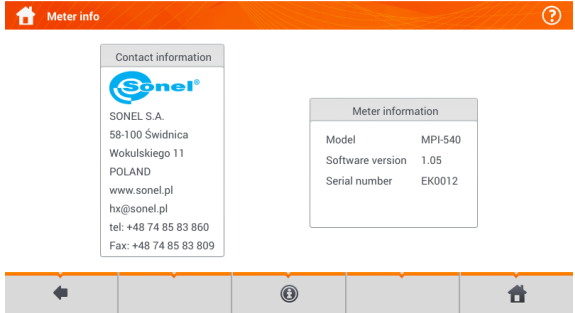 Meter info
Contact information
Sonel®
SONEL S.A.
58-100 Świdnica
Wokulskiego 11
POLAND
www.sonel.pl
hx@sonel.pl
tel: +48 74 85 83 860
Fax: +48 74 85 83 809
Meter information
Model MPI-540
Software version 1.05
Serial number EK0012